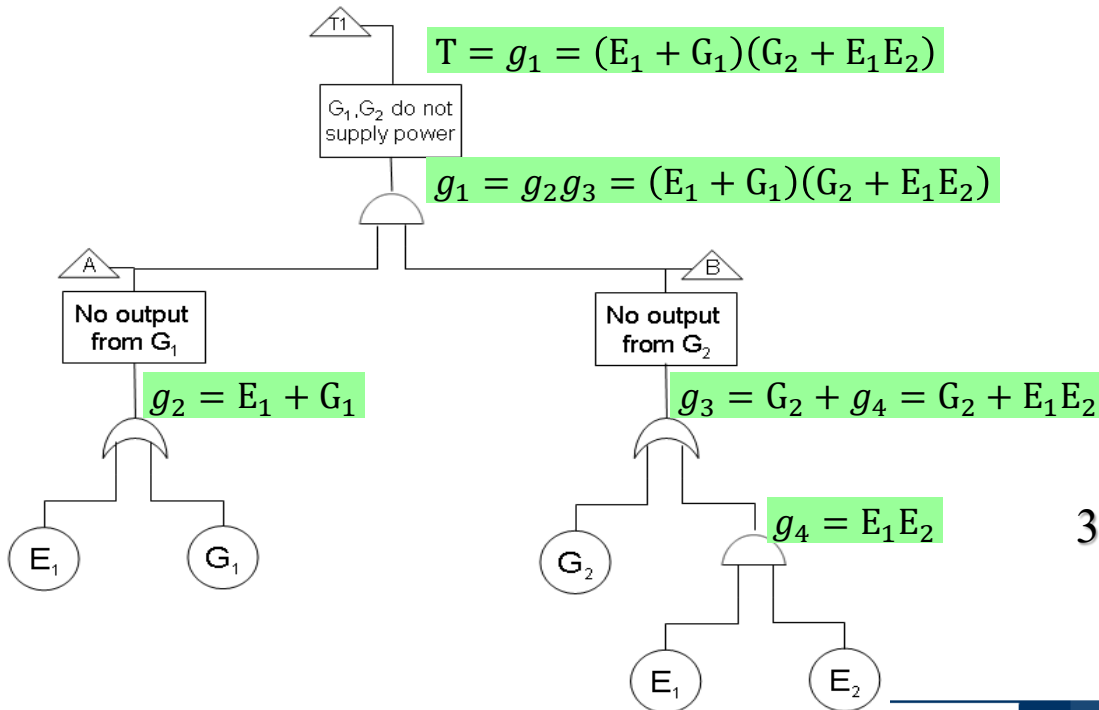 T1
T = g₁ = (E₁ + G₁)(G₂ + E₁E₂)
G₁,G₂ do not
supply power
g₁ = g₂g₃ = (E₁ + G₁)(G₂ + E₁E₂)
A
B
No output
from G₁
No output
from G₂
g₂ = E₁ + G₁
g₃ = G₂ + g₄ = G₂ + E₁E₂
g₄ = E₁E₂
3
E₁
G₁
G₂
E₁
E₂